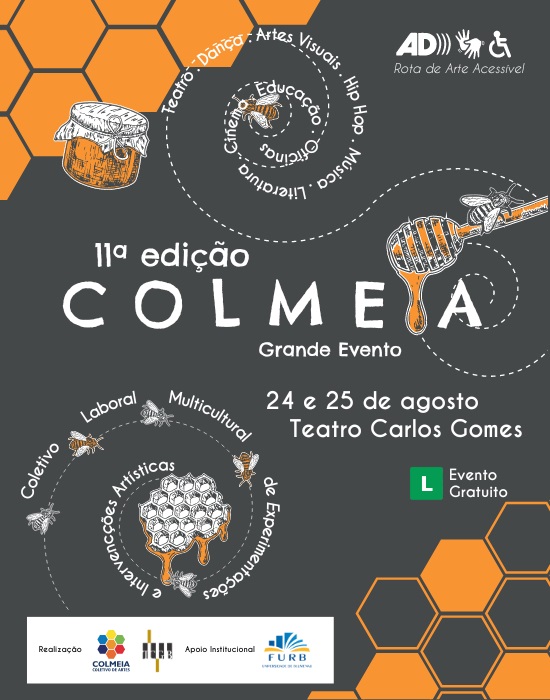 AD)))
Rota de Arte Acessível
Teatro · Dança · Artes Visuais · Hip Hop · Música · Literatura · Cinema · Educação · Oficinas
11ª edição
COLMEIA
Grande Evento
24 e 25 de agosto
Teatro Carlos Gomes
L
Evento
Gratuito
Coletivo Laboral Multicultural de Experimentações e Intervenções Artísticas
Realização
COLMEIA
COLETIVO DE ARTES
Apoio Institucional
FURB